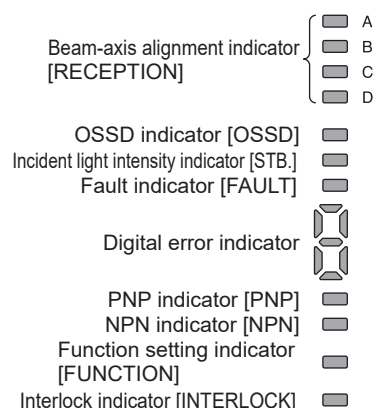 A
Beam-axis alignment indicator
[RECEPTION]
B
C
D
OSSD indicator [OSSD]
Incident light intensity indicator [STB.]
Fault indicator [FAULT]
Digital error indicator
PNP indicator [PNP]
NPN indicator [NPN]
Function setting indicator
[FUNCTION]
Interlock indicator [INTERLOCK]